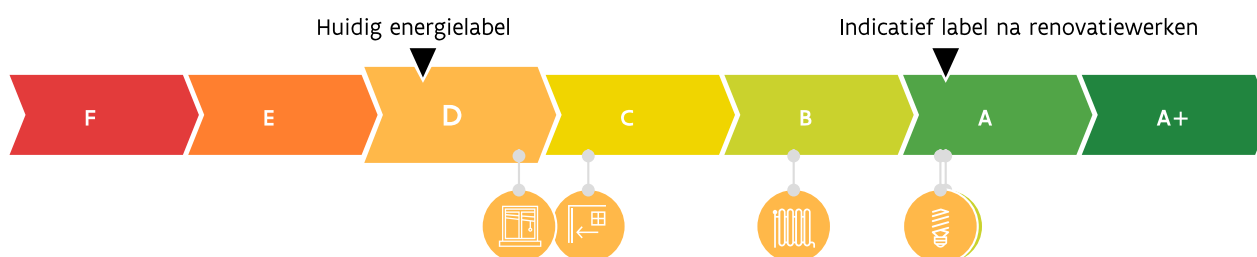 Huidig energielabel
Indicatief label na renovatiewerken
F E D C B A A+